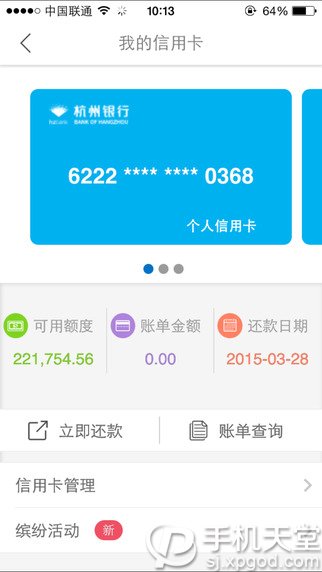 中国联通 10:13 64%
我的信用卡
杭州银行
hzbank BANK OF HANGZHOU
6222 **** **** 0368
个人信用卡
可用额度 账单金额 还款日期
221,754.56 0.00 2015-03-28
立即还款 账单查询
信用卡管理
缤纷活动 新
手机天堂
sj.xpgod.com